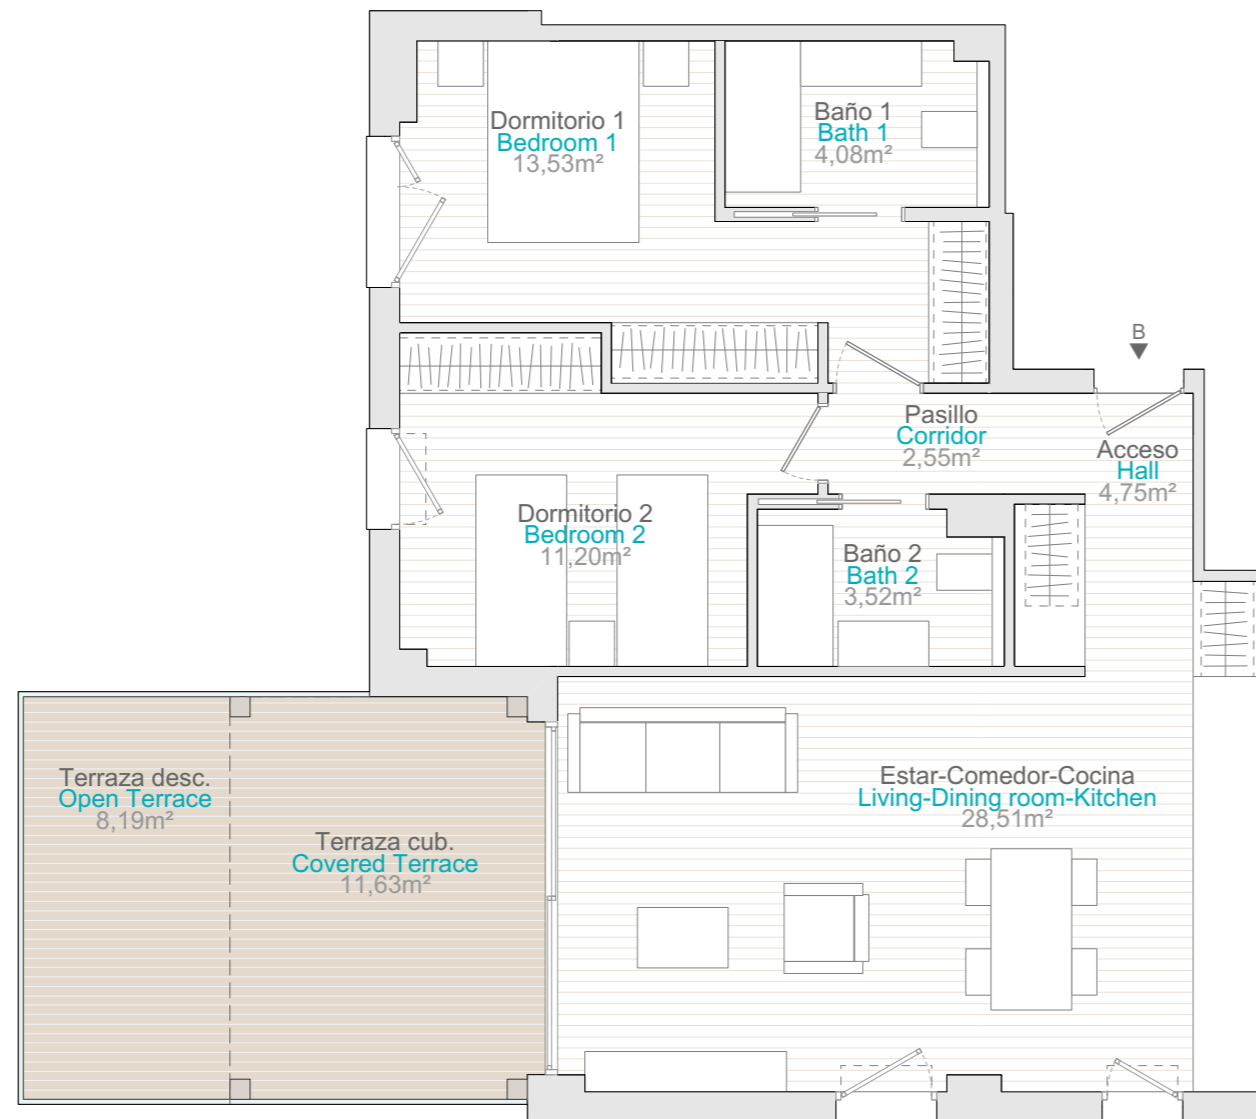 Dormitorio 1
Bedroom 1
13,53m²
Baño 1
Bath 1
4,08m²
B
Pasillo
Corridor
2,55m²
Acceso
Hall
4,75m²
Dormitorio 2
Bedroom 2
11,20m²
Baño 2
Bath 2
3,52m²
Terraza desc.
Open Terrace
8,19m²
Terraza cub.
Covered Terrace
11,63m²
Estar-Comedor-Cocina
Living-Dining room-Kitchen
28,51m²